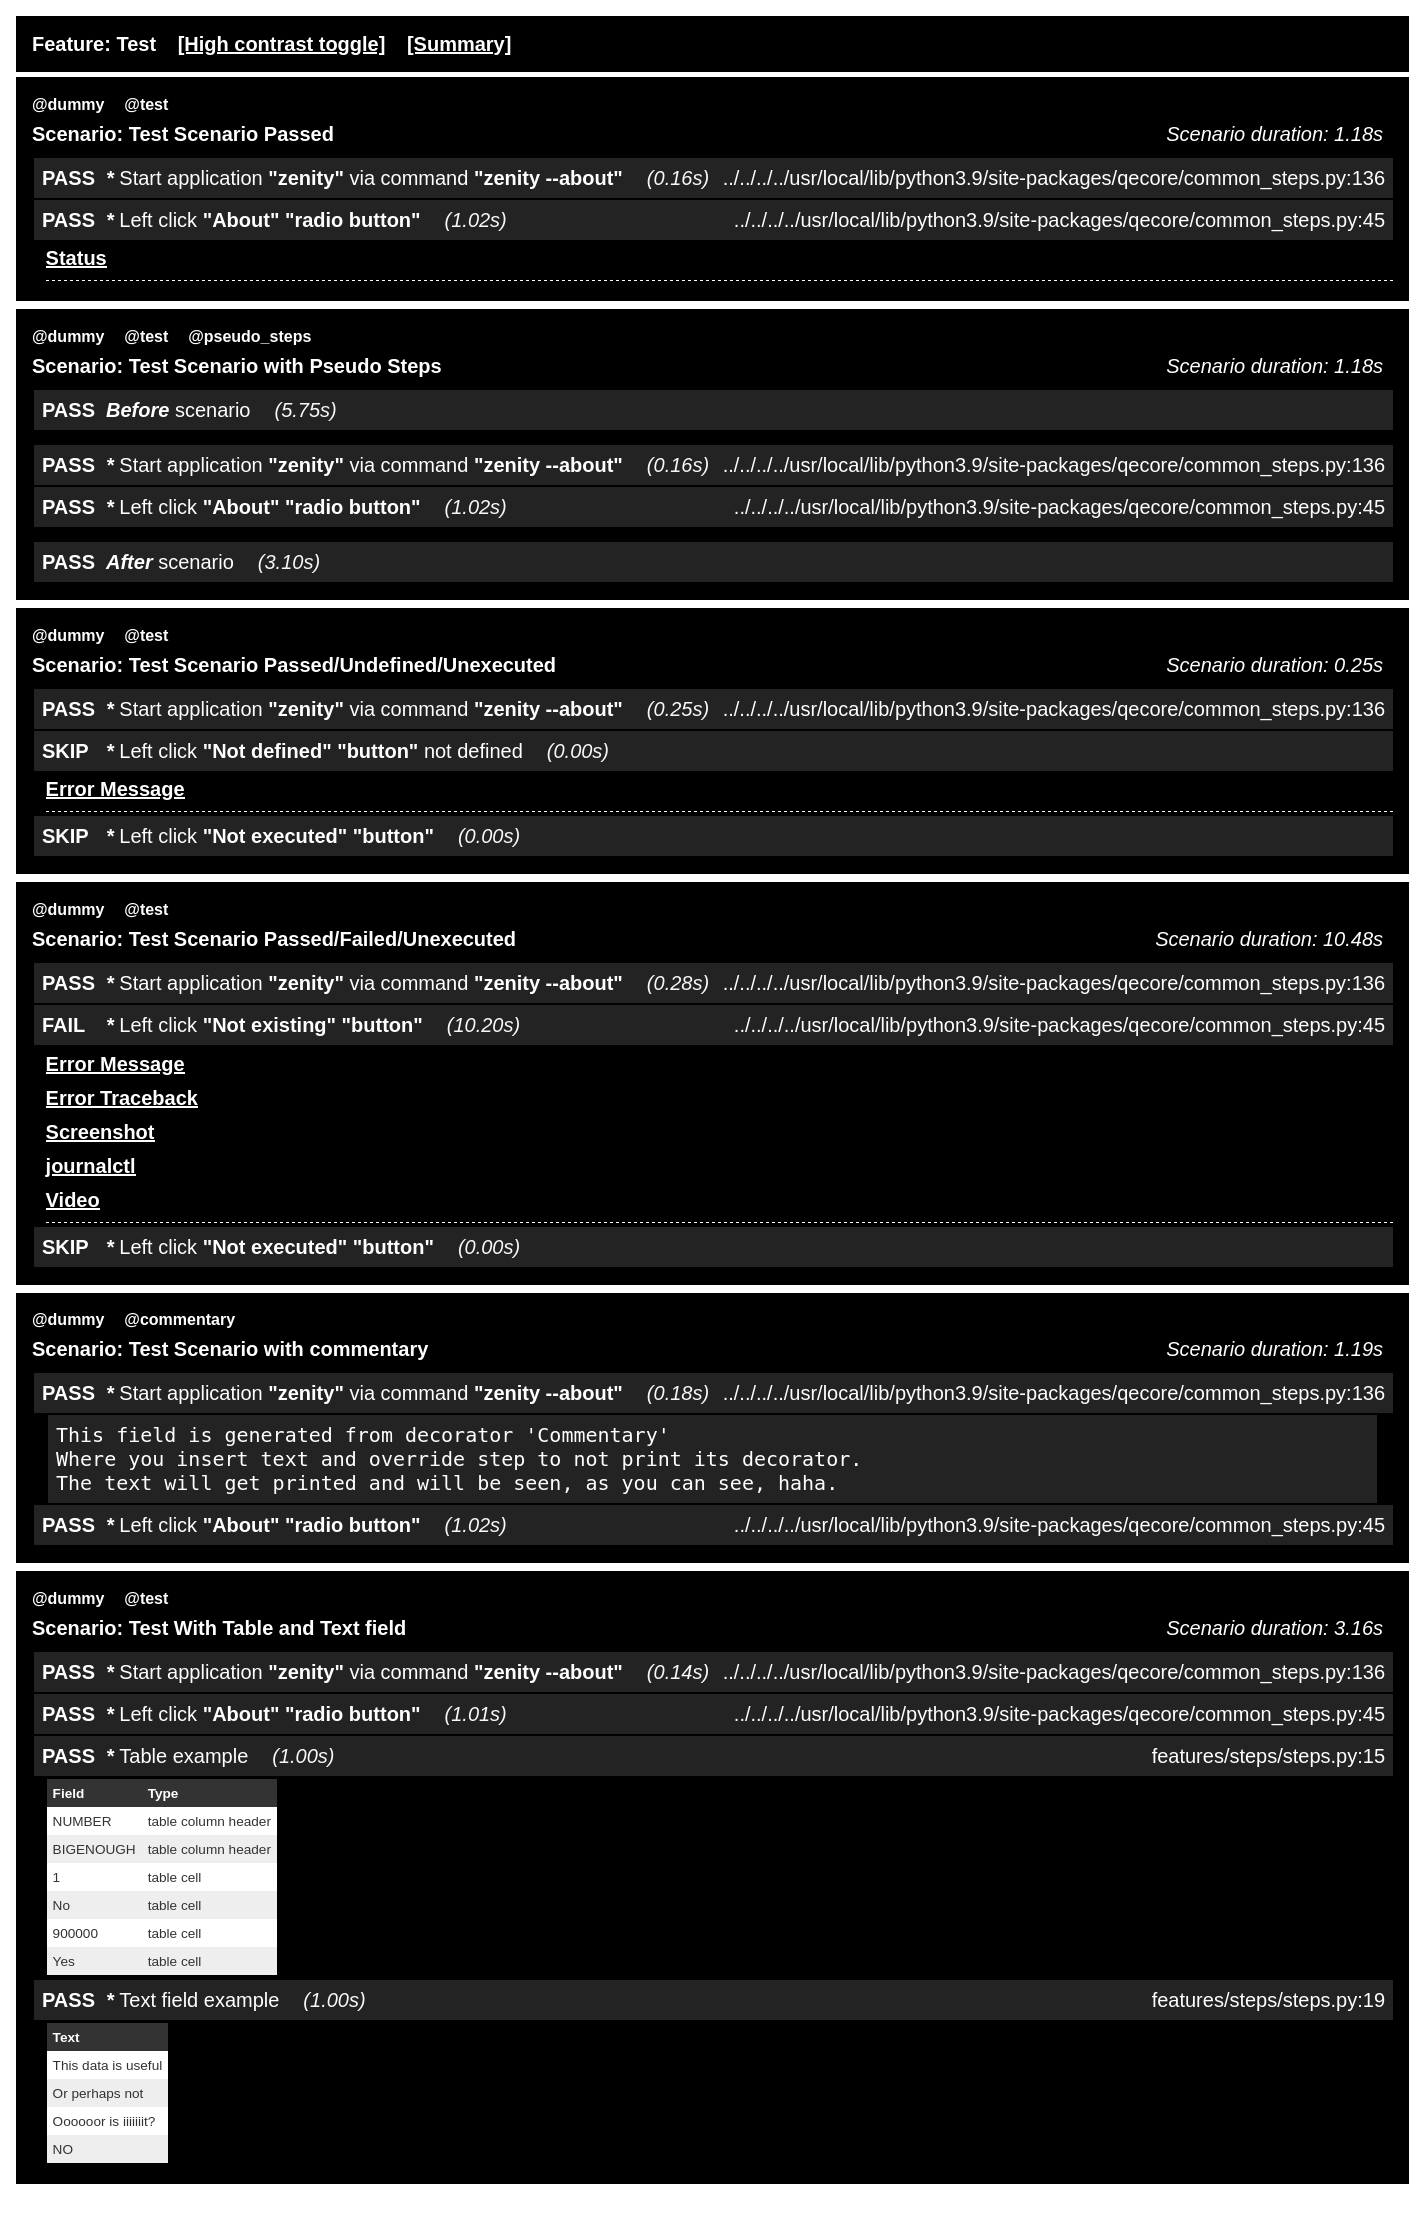 Feature: Test [High contrast toggle] [Summary]
@dummy @test
Scenario: Test Scenario Passed Scenario duration: 1.18s
PASS * Start application "zenity" via command "zenity --about" (0.16s) ../../../../usr/local/lib/python3.9/site-packages/qecore/common_steps.py:136
PASS * Left click "About" "radio button" (1.02s) ../../../../usr/local/lib/python3.9/site-packages/qecore/common_steps.py:45
Status
@dummy @test @pseudo_steps
Scenario: Test Scenario with Pseudo Steps Scenario duration: 1.18s
PASS Before scenario (5.75s)
PASS * Start application "zenity" via command "zenity --about" (0.16s) ../../../../usr/local/lib/python3.9/site-packages/qecore/common_steps.py:136
PASS * Left click "About" "radio button" (1.02s) ../../../../usr/local/lib/python3.9/site-packages/qecore/common_steps.py:45
PASS After scenario (3.10s)
@dummy @test
Scenario: Test Scenario Passed/Undefined/Unexecuted Scenario duration: 0.25s
PASS * Start application "zenity" via command "zenity --about" (0.25s) ../../../../usr/local/lib/python3.9/site-packages/qecore/common_steps.py:136
SKIP * Left click "Not defined" "button" not defined (0.00s)
Error Message
SKIP * Left click "Not executed" "button" (0.00s)
@dummy @test
Scenario: Test Scenario Passed/Failed/Unexecuted Scenario duration: 10.48s
PASS * Start application "zenity" via command "zenity --about" (0.28s) ../../../../usr/local/lib/python3.9/site-packages/qecore/common_steps.py:136
FAIL * Left click "Not existing" "button" (10.20s) ../../../../usr/local/lib/python3.9/site-packages/qecore/common_steps.py:45
Error Message
Error Traceback
Screenshot
journalctl
Video
SKIP * Left click "Not executed" "button" (0.00s)
@dummy @commentary
Scenario: Test Scenario with commentary Scenario duration: 1.19s
PASS * Start application "zenity" via command "zenity --about" (0.18s) ../../../../usr/local/lib/python3.9/site-packages/qecore/common_steps.py:136
This field is generated from decorator 'Commentary'
Where you insert text and override step to not print its decorator.
The text will get printed and will be seen, as you can see, haha.
PASS * Left click "About" "radio button" (1.02s) ../../../../usr/local/lib/python3.9/site-packages/qecore/common_steps.py:45
@dummy @test
Scenario: Test With Table and Text field Scenario duration: 3.16s
PASS * Start application "zenity" via command "zenity --about" (0.14s) ../../../../usr/local/lib/python3.9/site-packages/qecore/common_steps.py:136
PASS * Left click "About" "radio button" (1.01s) ../../../../usr/local/lib/python3.9/site-packages/qecore/common_steps.py:45
PASS * Table example (1.00s) features/steps/steps.py:15
Field Type
NUMBER table column header
BIGENOUGH table column header
1 table cell
No table cell
900000 table cell
Yes table cell
PASS * Text field example (1.00s) features/steps/steps.py:19
Text
This data is useful
Or perhaps not
Oooooor is iiiiiiit?
NO